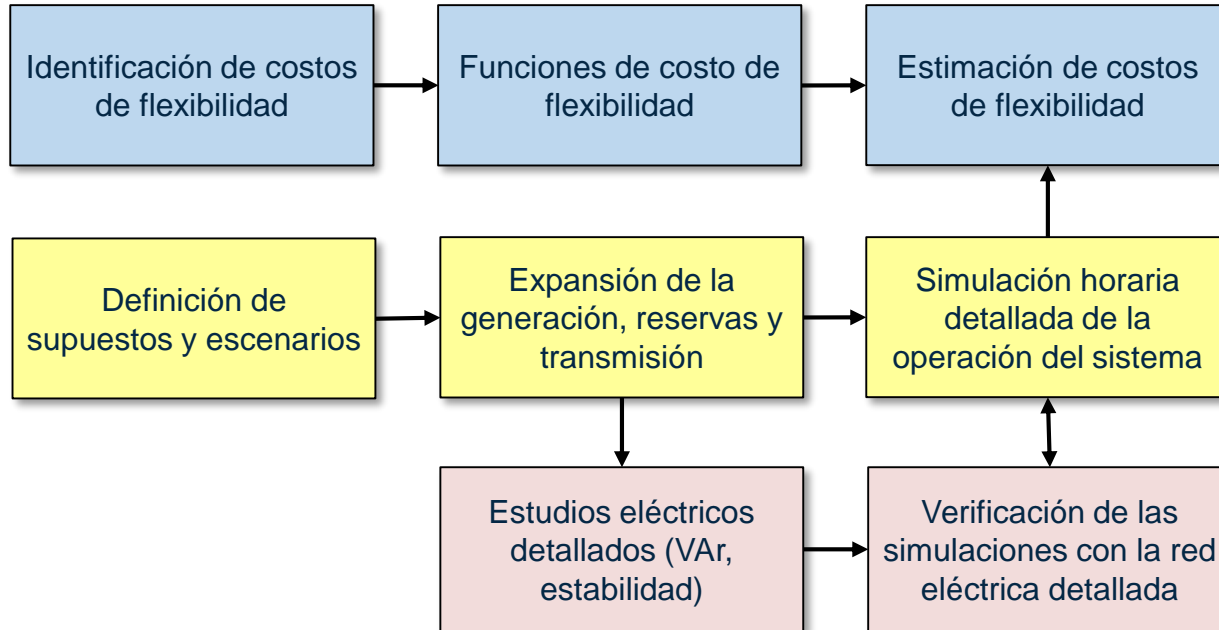 Identificación de costos
de flexibilidad
Funciones de costo de
flexibilidad
Estimación de costos
de flexibilidad
Definición de
supuestos y escenarios
Expansión de la
generación, reservas y
transmisión
Simulación horaria
detallada de la
operación del sistema
Estudios eléctricos
detallados (VAr,
estabilidad)
Verificación de las
simulaciones con la red
eléctrica detallada